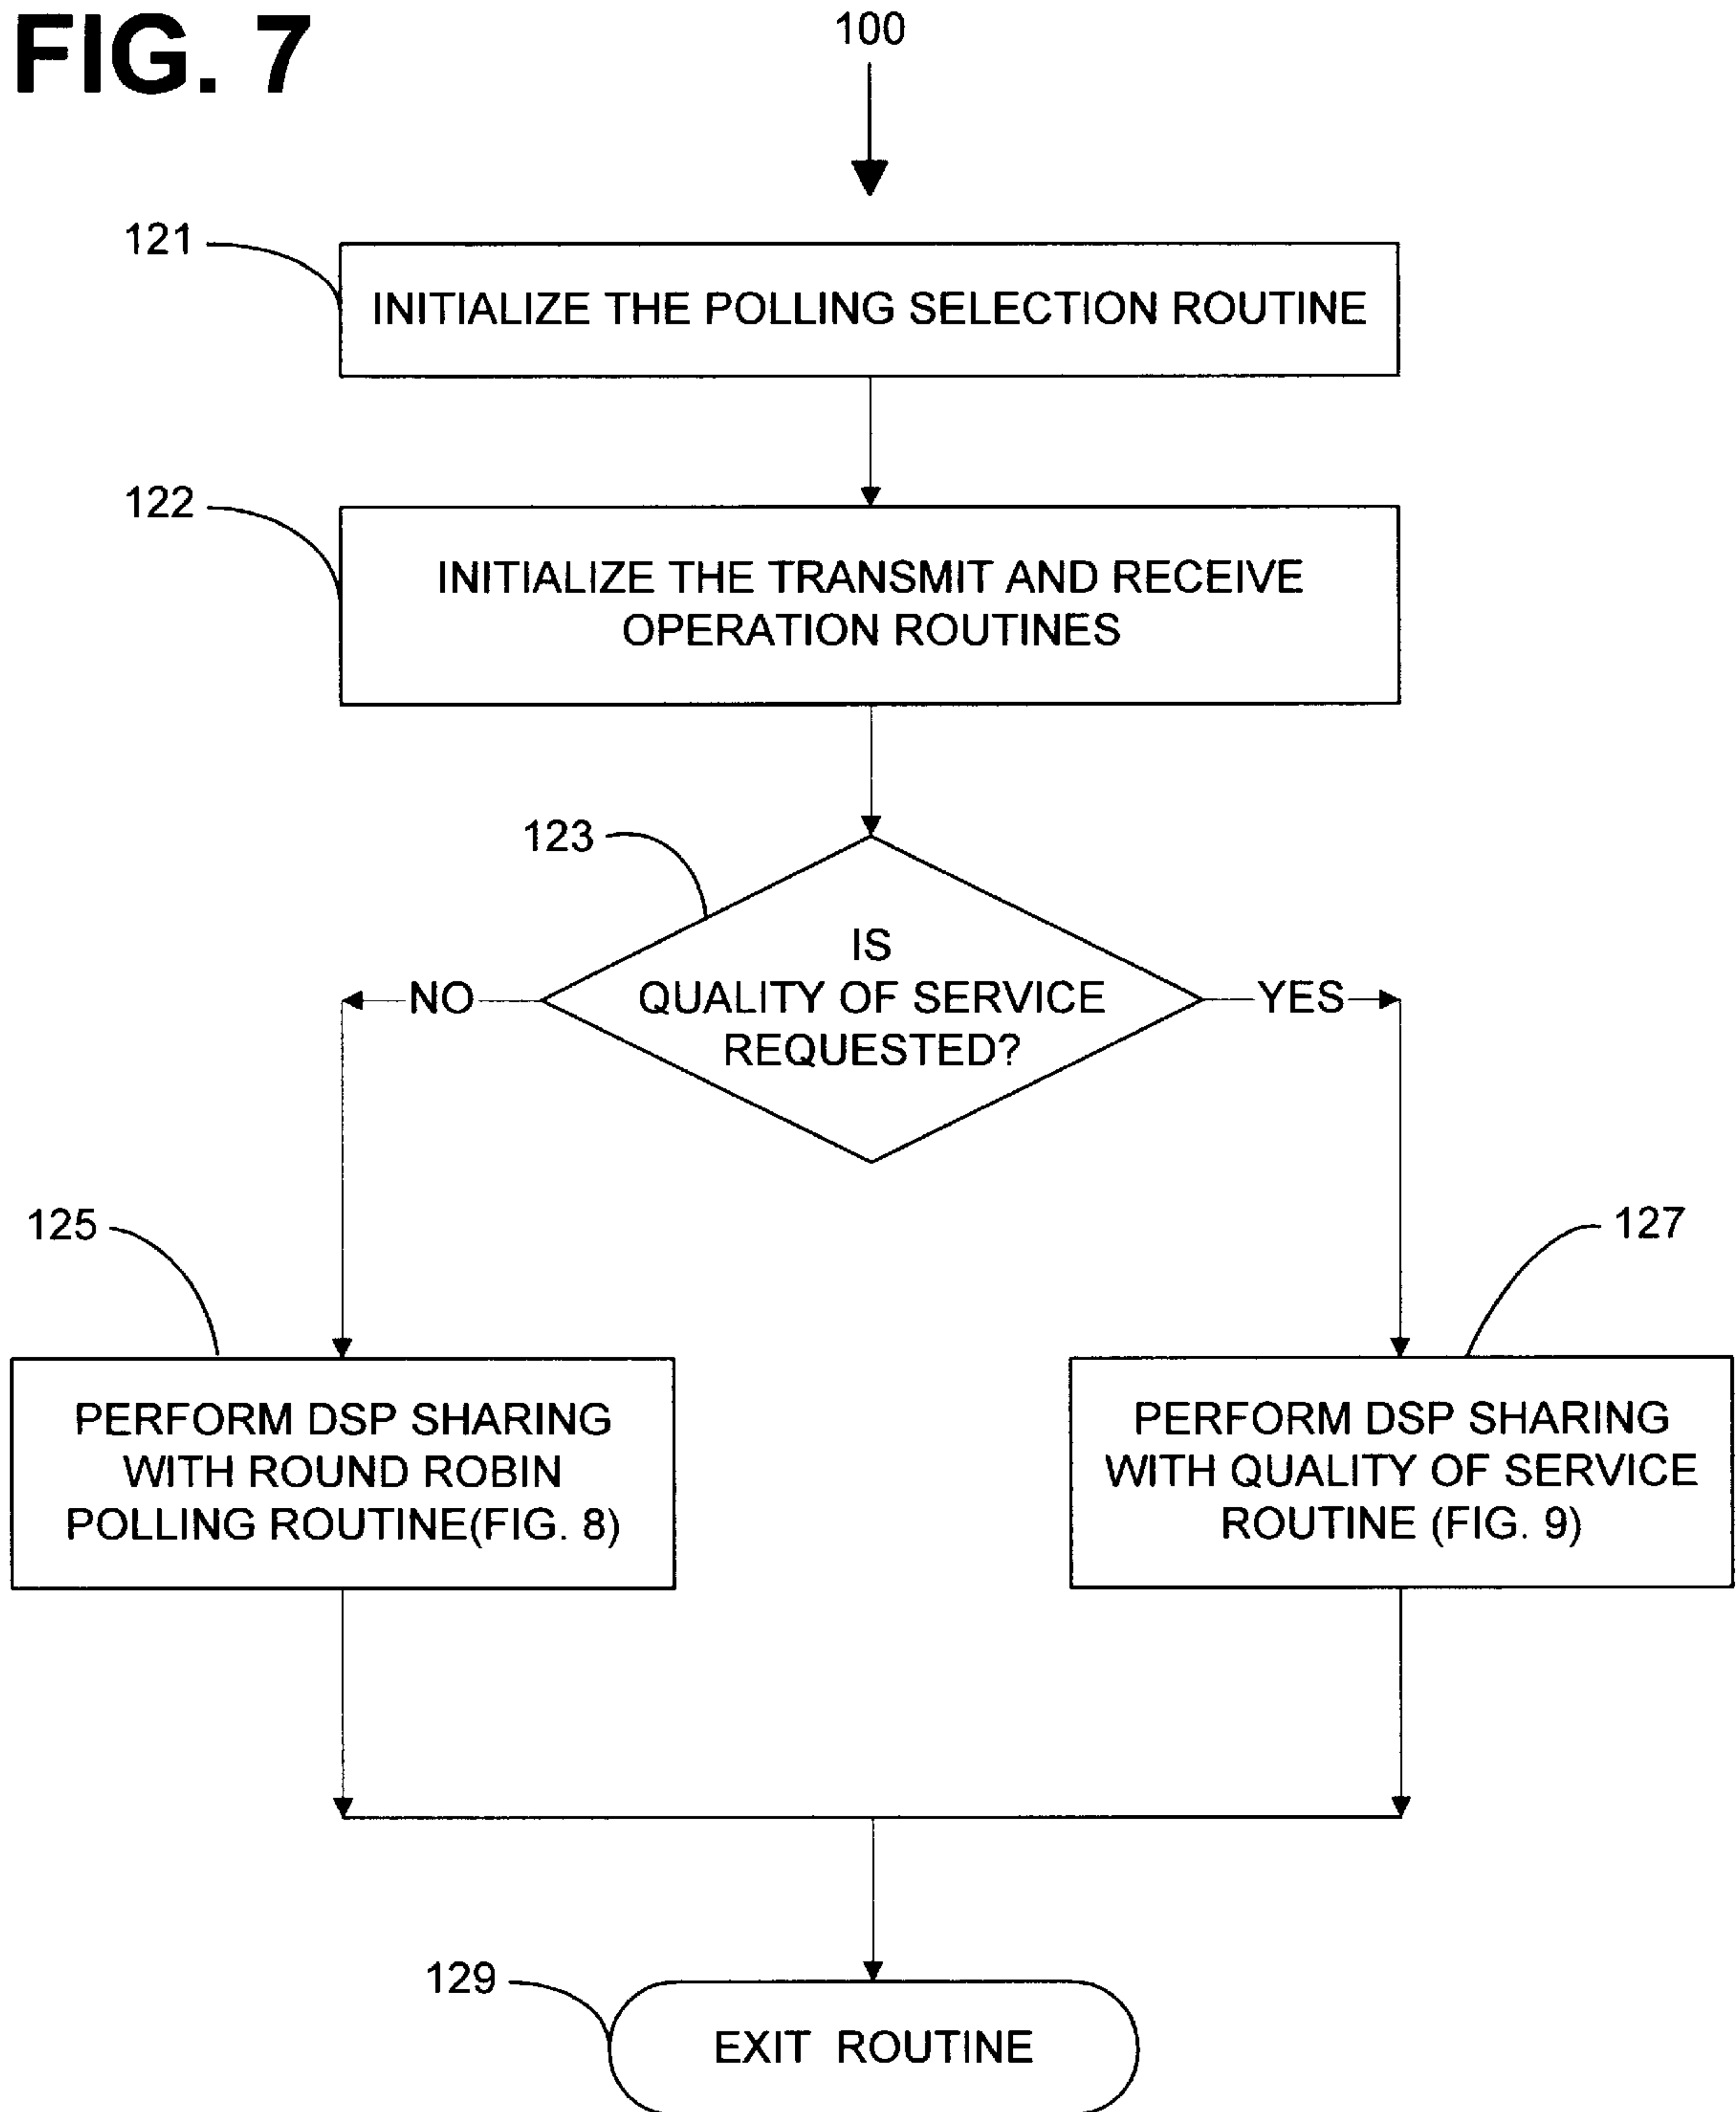 FIG. 7
100
121
INITIALIZE THE POLLING SELECTION ROUTINE
122
INITIALIZE THE TRANSMIT AND RECEIVE
OPERATION ROUTINES
123
IS
QUALITY OF SERVICE
REQUESTED?
NO
YES
125
127
PERFORM DSP SHARING
WITH ROUND ROBIN
POLLING ROUTINE(FIG. 8)
PERFORM DSP SHARING
WITH QUALITY OF SERVICE
ROUTINE (FIG. 9)
129
EXIT ROUTINE